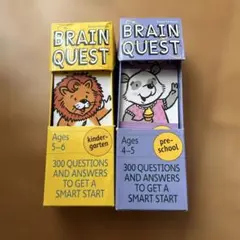 BRAIN
QUEST
Ages
5-6
kinder-
garten
300 QUESTIONS
AND ANSWERS
TO GET A
SMART START
BRAIN
QUEST
Ages
4-5
pre-
school
300 QUESTIONS
AND ANSWERS
TO GET A
SMART START